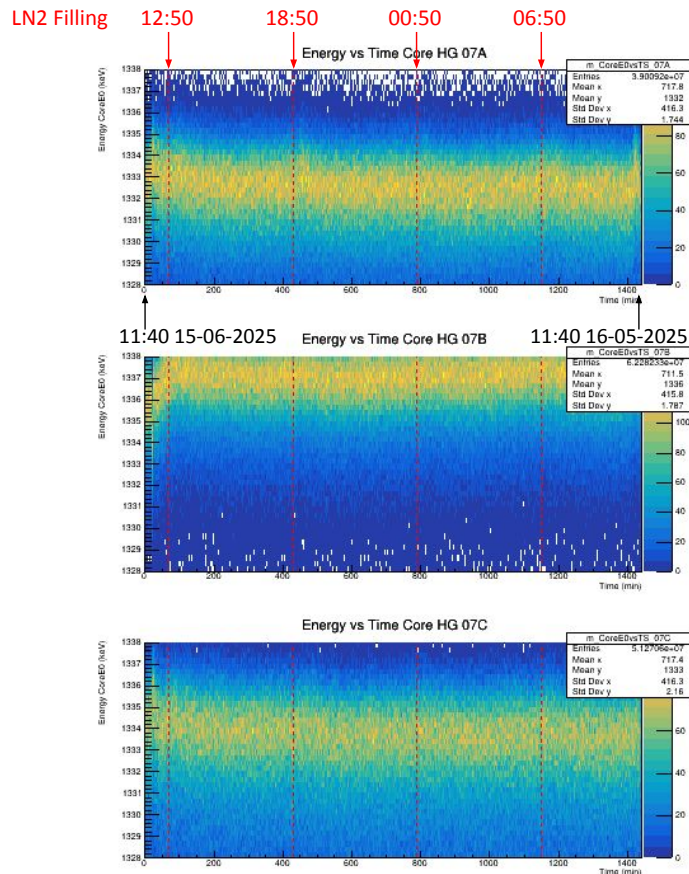 LN2 Filling 12:50 18:50 00:50 06:50
Energy vs Time Core HG 07A
m_CoreE0vsTS_07A
Entries 3.90092e+07
Mean x 717.8
Mean y 1332
Std Dev x 416.3
Std Dev y 1.744
Energy CoreE0 (keV)
1338
1337
1336
1335
1334
1333
1332
1331
1330
1329
1328
80
60
40
20
0
0 200 400 600 800 1000 1200 1400
Time (min)
11:40 15-06-2025
11:40 16-05-2025
Energy vs Time Core HG 07B
m_CoreE0vsTS_07B
Entries 6.228233e+07
Mean x 711.5
Mean y 1336
Std Dev x 415.8
Std Dev y 1.787
Energy CoreE0 (keV)
1338
1337
1336
1335
1334
1333
1332
1331
1330
1329
1328
100
80
60
40
20
0
0 200 400 600 800 1000 1200 1400
Time (min)
Energy vs Time Core HG 07C
m_CoreE0vsTS_07C
Entries 5.12706e+07
Mean x 717.4
Mean y 1333
Std Dev x 416.3
Std Dev y 2.16
Energy CoreE0 (keV)
1338
1337
1336
1335
1334
1333
1332
1331
1330
1329
1328
60
40
20
0
0 200 400 600 800 1000 1200 1400
Time (min)